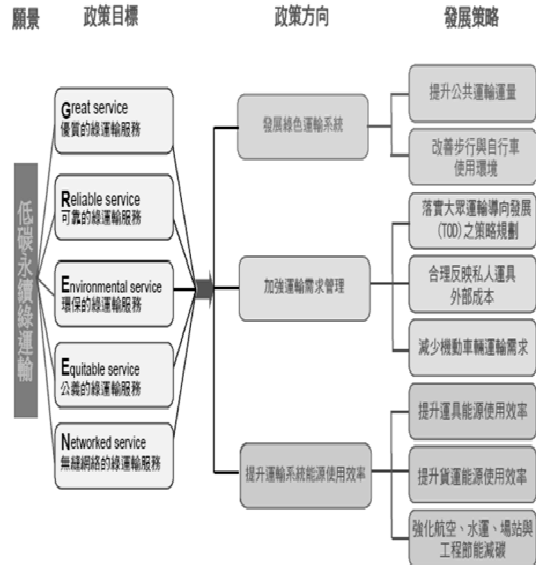 願景
政策目標
政策方向
發展策略
低碳永續綠運輸
Great service
優質的綠運輸服務
Reliable service
可靠的綠運輸服務
Environmental service
環保的綠運輸服務
Equitable service
公義的綠運輸服務
Networked service
無縫網絡的綠運輸服務
發展綠色運輸系統
加強運輸需求管理
提升運輸系統能源使用效率
提升公共運輸運量
改善步行與自行車
使用環境
落實大眾運輸導向發展
(TOD)之策略規劃
合理反映私人運具
外部成本
減少機動車輛運輸需求
提升運具能源使用效率
提升貨運能源使用效率
強化航空、水運、場站與
工程節能減碳